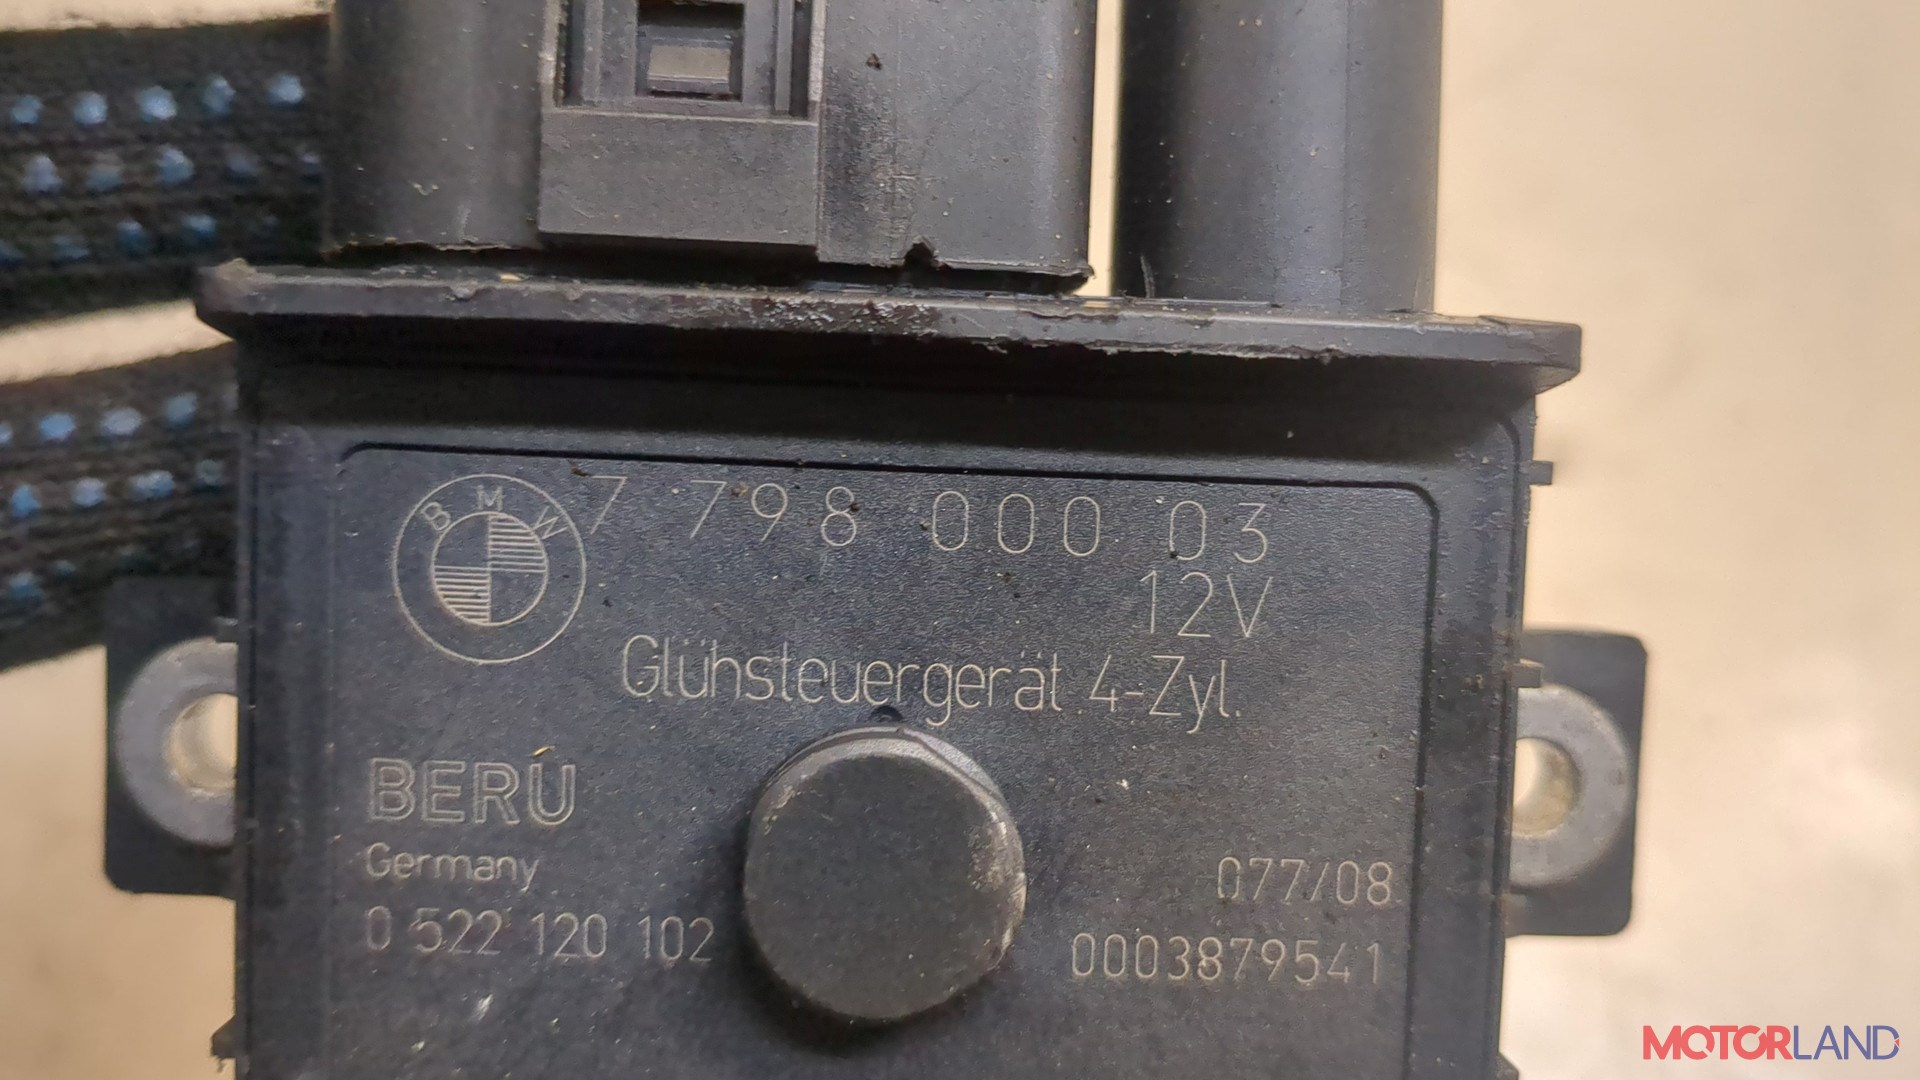 BMW
7 798 000 03
12V
Glühsteuergerät 4-Zyl.
BERU
Germany
0 522 120 102
077/08
0003879541
MOTORLAND